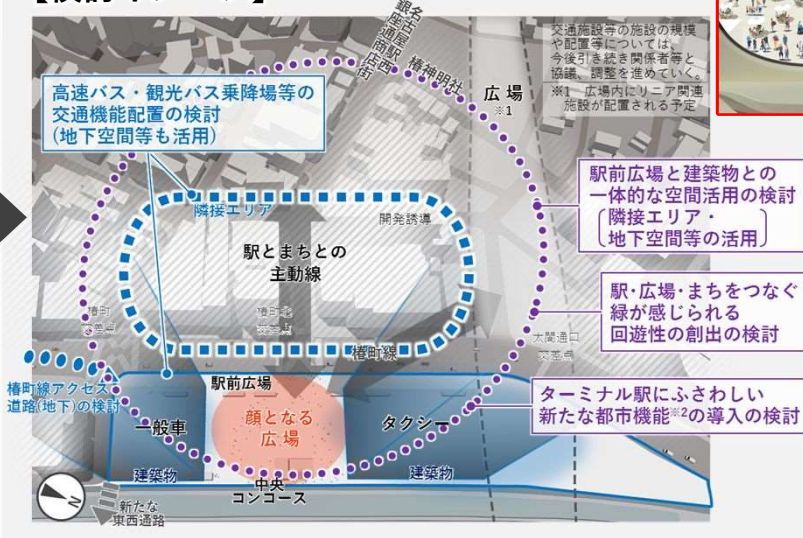 交通施設等の施設の規模
や配置等については、
今後引き続き関係者等と
協議、調整を進めていく。
※1 広場内にリニア関連
施設が配置される予定
名古屋駅西
銀座通商店街
椿神明社
広場
※1
高速バス・観光バス乗降場等の
交通機能配置の検討
(地下空間等も活用)
駅前広場と建築物との
一体的な空間活用の検討
隣接エリア・
地下空間等の活用
隣接エリア
開発誘導
駅とまちとの
主動線
駅・広場・まちをつなぐ
緑が感じられる
回遊性の創出の検討
椿町
交差点
太閤通口
交差点
椿町線
椿町線アクセス
道路(地下)の検討
駅前広場
ターミナル駅にふさわしい
新たな都市機能※2の導入の検討
一般車
顔となる
広場
タクシー
建築物
建築物
中央
コンコース
新たな
東西通路